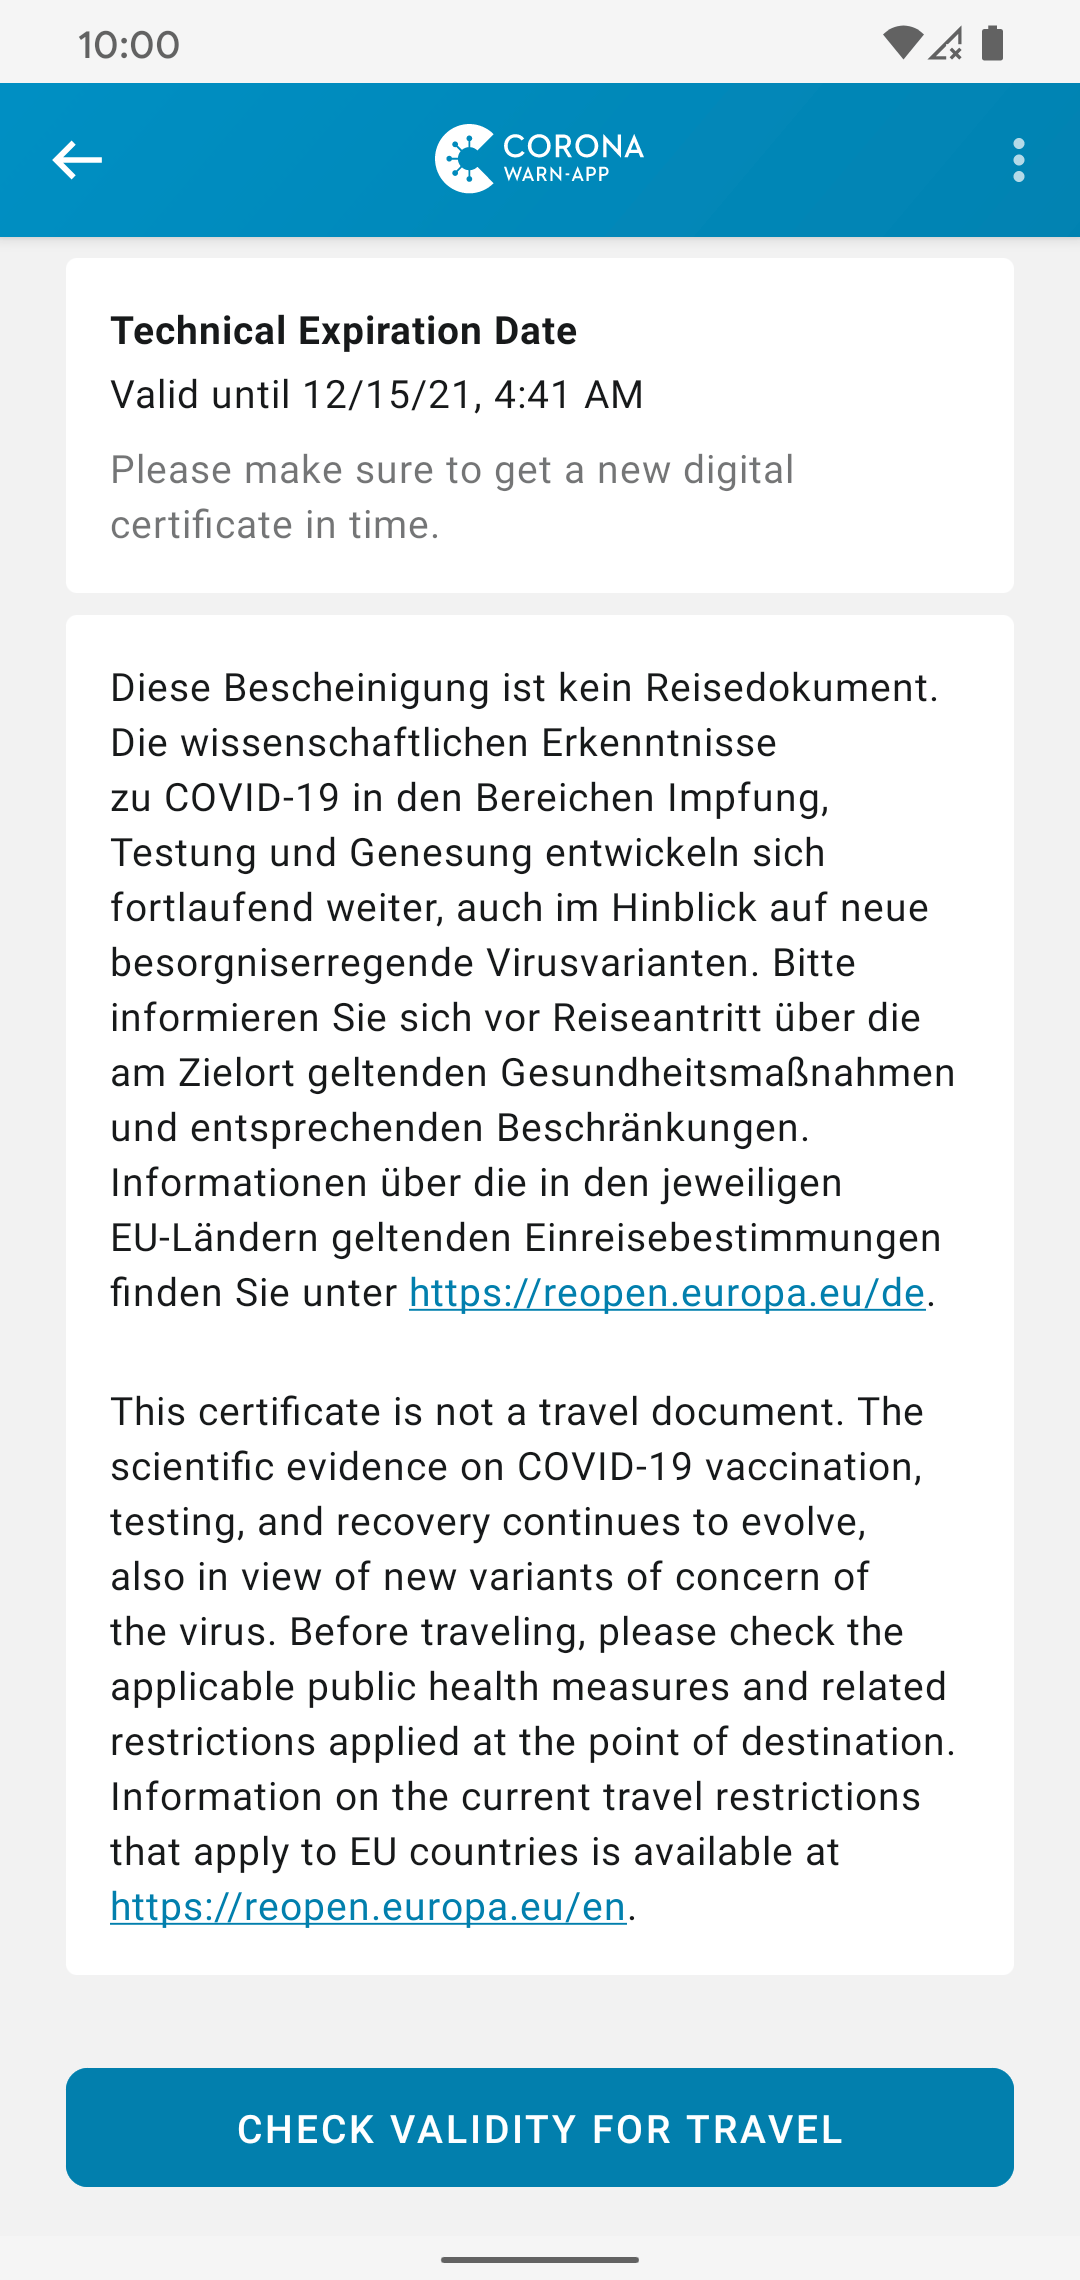 10:00
CORONA
WARN-APP
Technical Expiration Date
Valid until 12/15/21, 4:41 AM
Please make sure to get a new digital
certificate in time.
Diese Bescheinigung ist kein Reisedokument.
Die wissenschaftlichen Erkenntnisse
zu COVID-19 in den Bereichen Impfung,
Testung und Genesung entwickeln sich
fortlaufend weiter, auch im Hinblick auf neue
besorgniserregende Virusvarianten. Bitte
informieren Sie sich vor Reiseantritt über die
am Zielort geltenden Gesundheitsmaßnahmen
und entsprechenden Beschränkungen.
Informationen über die in den jeweiligen
EU-Ländern geltenden Einreisebestimmungen
finden Sie unter https://reopen.europa.eu/de.
This certificate is not a travel document. The
scientific evidence on COVID-19 vaccination,
testing, and recovery continues to evolve,
also in view of new variants of concern of
the virus. Before traveling, please check the
applicable public health measures and related
restrictions applied at the point of destination.
Information on the current travel restrictions
that apply to EU countries is available at
https://reopen.europa.eu/en.
CHECK VALIDITY FOR TRAVEL